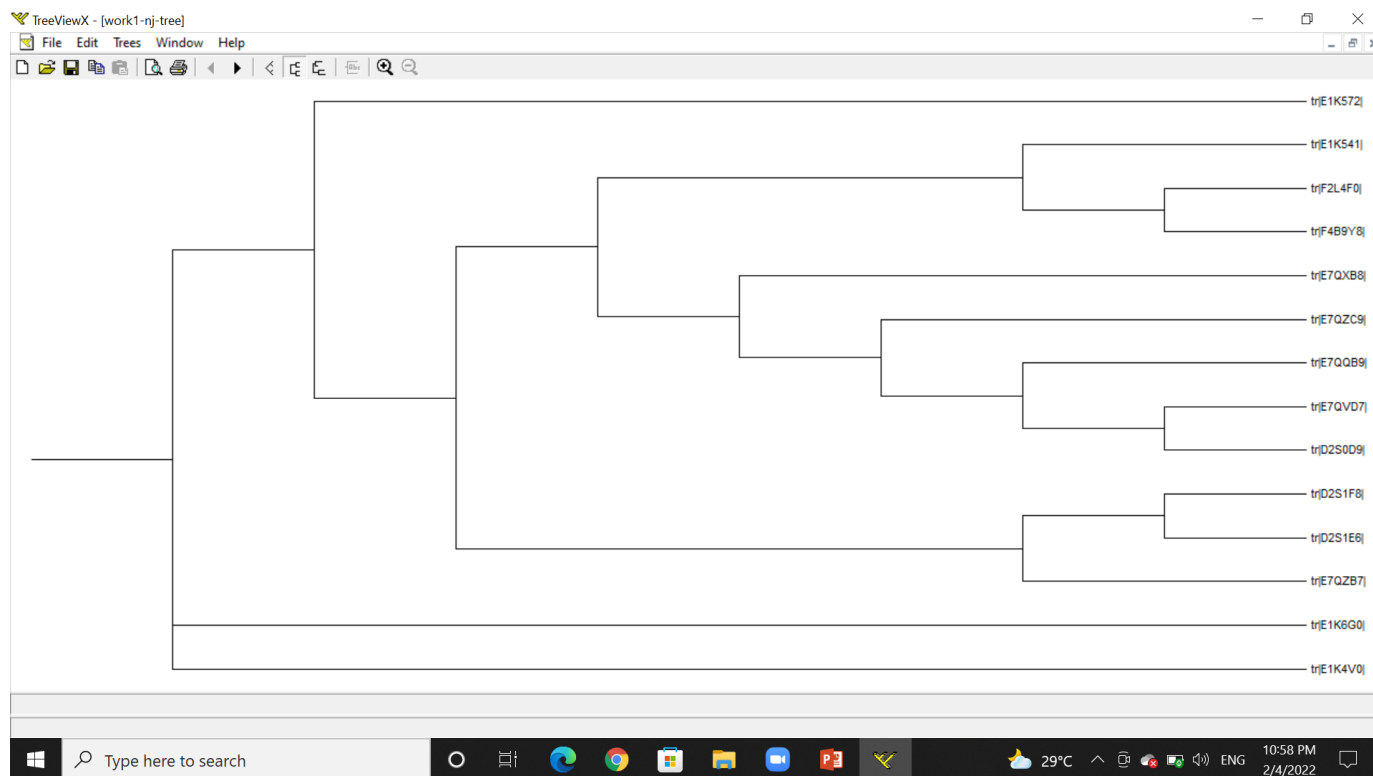 TreeViewX - [work1-nj-tree]
File Edit Trees Window Help
tr|E1K572|
tr|E1K541|
tr|F2L4F0|
tr|F4B9Y8|
tr|E7QXB8|
tr|E7QZC9|
tr|E7QQB9|
tr|E7QVD7|
tr|D2S0D9|
tr|D2S1F8|
tr|D2S1E6|
tr|E7QZB7|
tr|E1K6G0|
tr|E1K4V0|
Type here to search
29°C
ENG
10:58 PM
2/4/2022